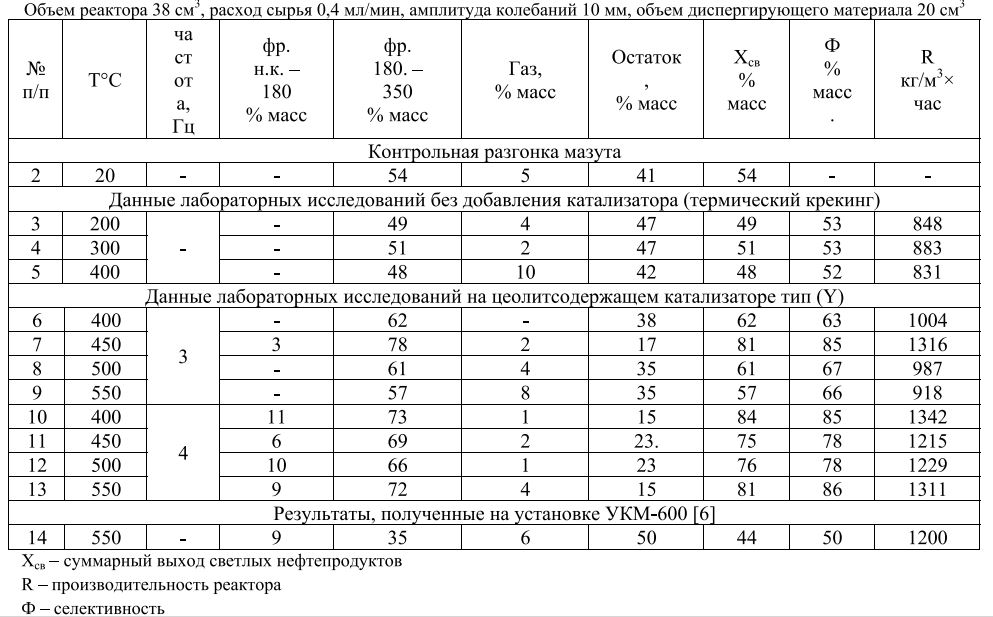 Объем реактора 38 см³, расход сырья 0,4 мл/мин, амплитуда колебаний 10 мм, объем диспергирующего материала 20 см³
№ п/п | T°C | ча ст от а, Гц | фр. н.к. – 180 % масс | фр. 180. – 350 % масс | Газ, % масс | Остаток , % масс | Xсв % масс | Ф % масс . | R кг/м³× час
Контрольная разгонка мазута
2 | 20 | - | - | 54 | 5 | 41 | 54 | - | -
Данные лабораторных исследований без добавления катализатора (термический крекинг)
3 | 200 | - | - | 49 | 4 | 47 | 49 | 53 | 848
4 | 300 | - | 51 | 2 | 47 | 51 | 53 | 883
5 | 400 | - | 48 | 10 | 42 | 48 | 52 | 831
Данные лабораторных исследований на цеолитсодержащем катализаторе тип (Y)
6 | 400 | 3 | - | 62 | - | 38 | 62 | 63 | 1004
7 | 450 | 3 | 78 | 2 | 17 | 81 | 85 | 1316
8 | 500 | - | 61 | 4 | 35 | 61 | 67 | 987
9 | 550 | - | 57 | 8 | 35 | 57 | 66 | 918
10 | 400 | 4 | 11 | 73 | 1 | 15 | 84 | 85 | 1342
11 | 450 | 6 | 69 | 2 | 23. | 75 | 78 | 1215
12 | 500 | 10 | 66 | 1 | 23 | 76 | 78 | 1229
13 | 550 | 9 | 72 | 4 | 15 | 81 | 86 | 1311
Результаты, полученные на установке УКМ-600 [6]
14 | 550 | - | 9 | 35 | 6 | 50 | 44 | 50 | 1200
Xсв – суммарный выход светлых нефтепродуктов
R – производительность реактора
Ф – селективность